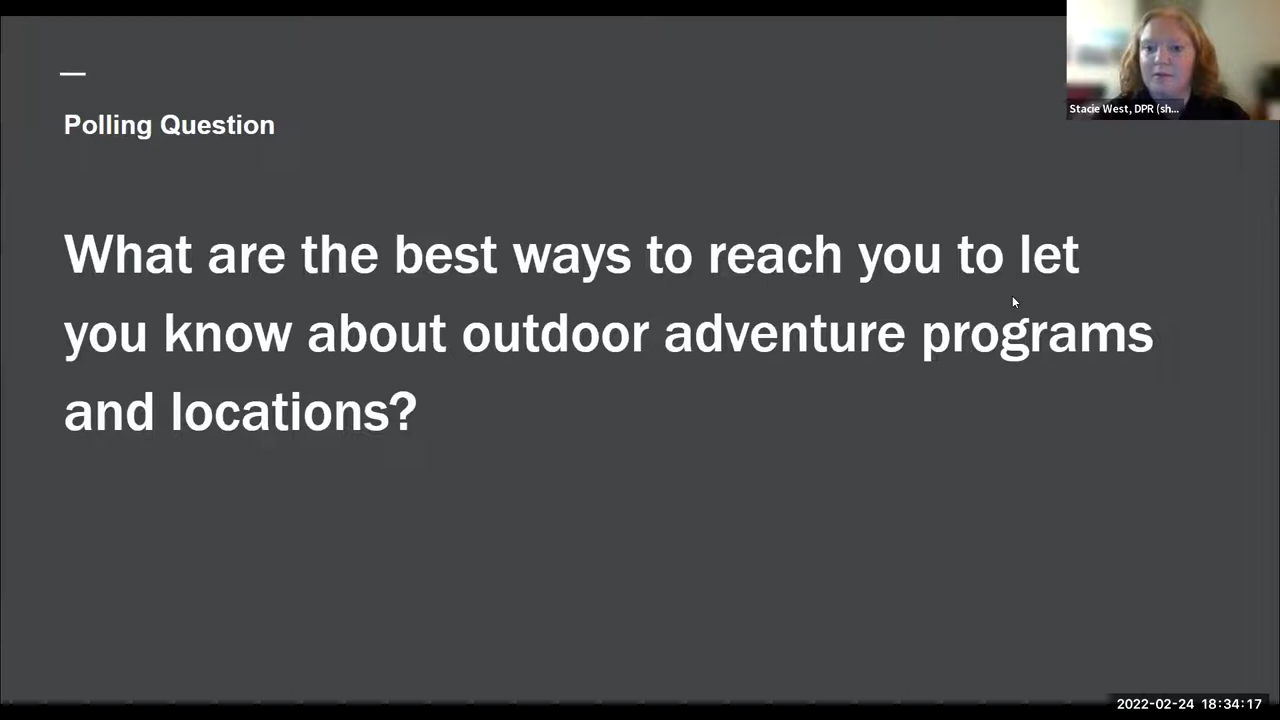 Polling Question
Stacie West, DPR (sh...
What are the best ways to reach you to let
you know about outdoor adventure programs
and locations?
2022-02-24 18:34:17